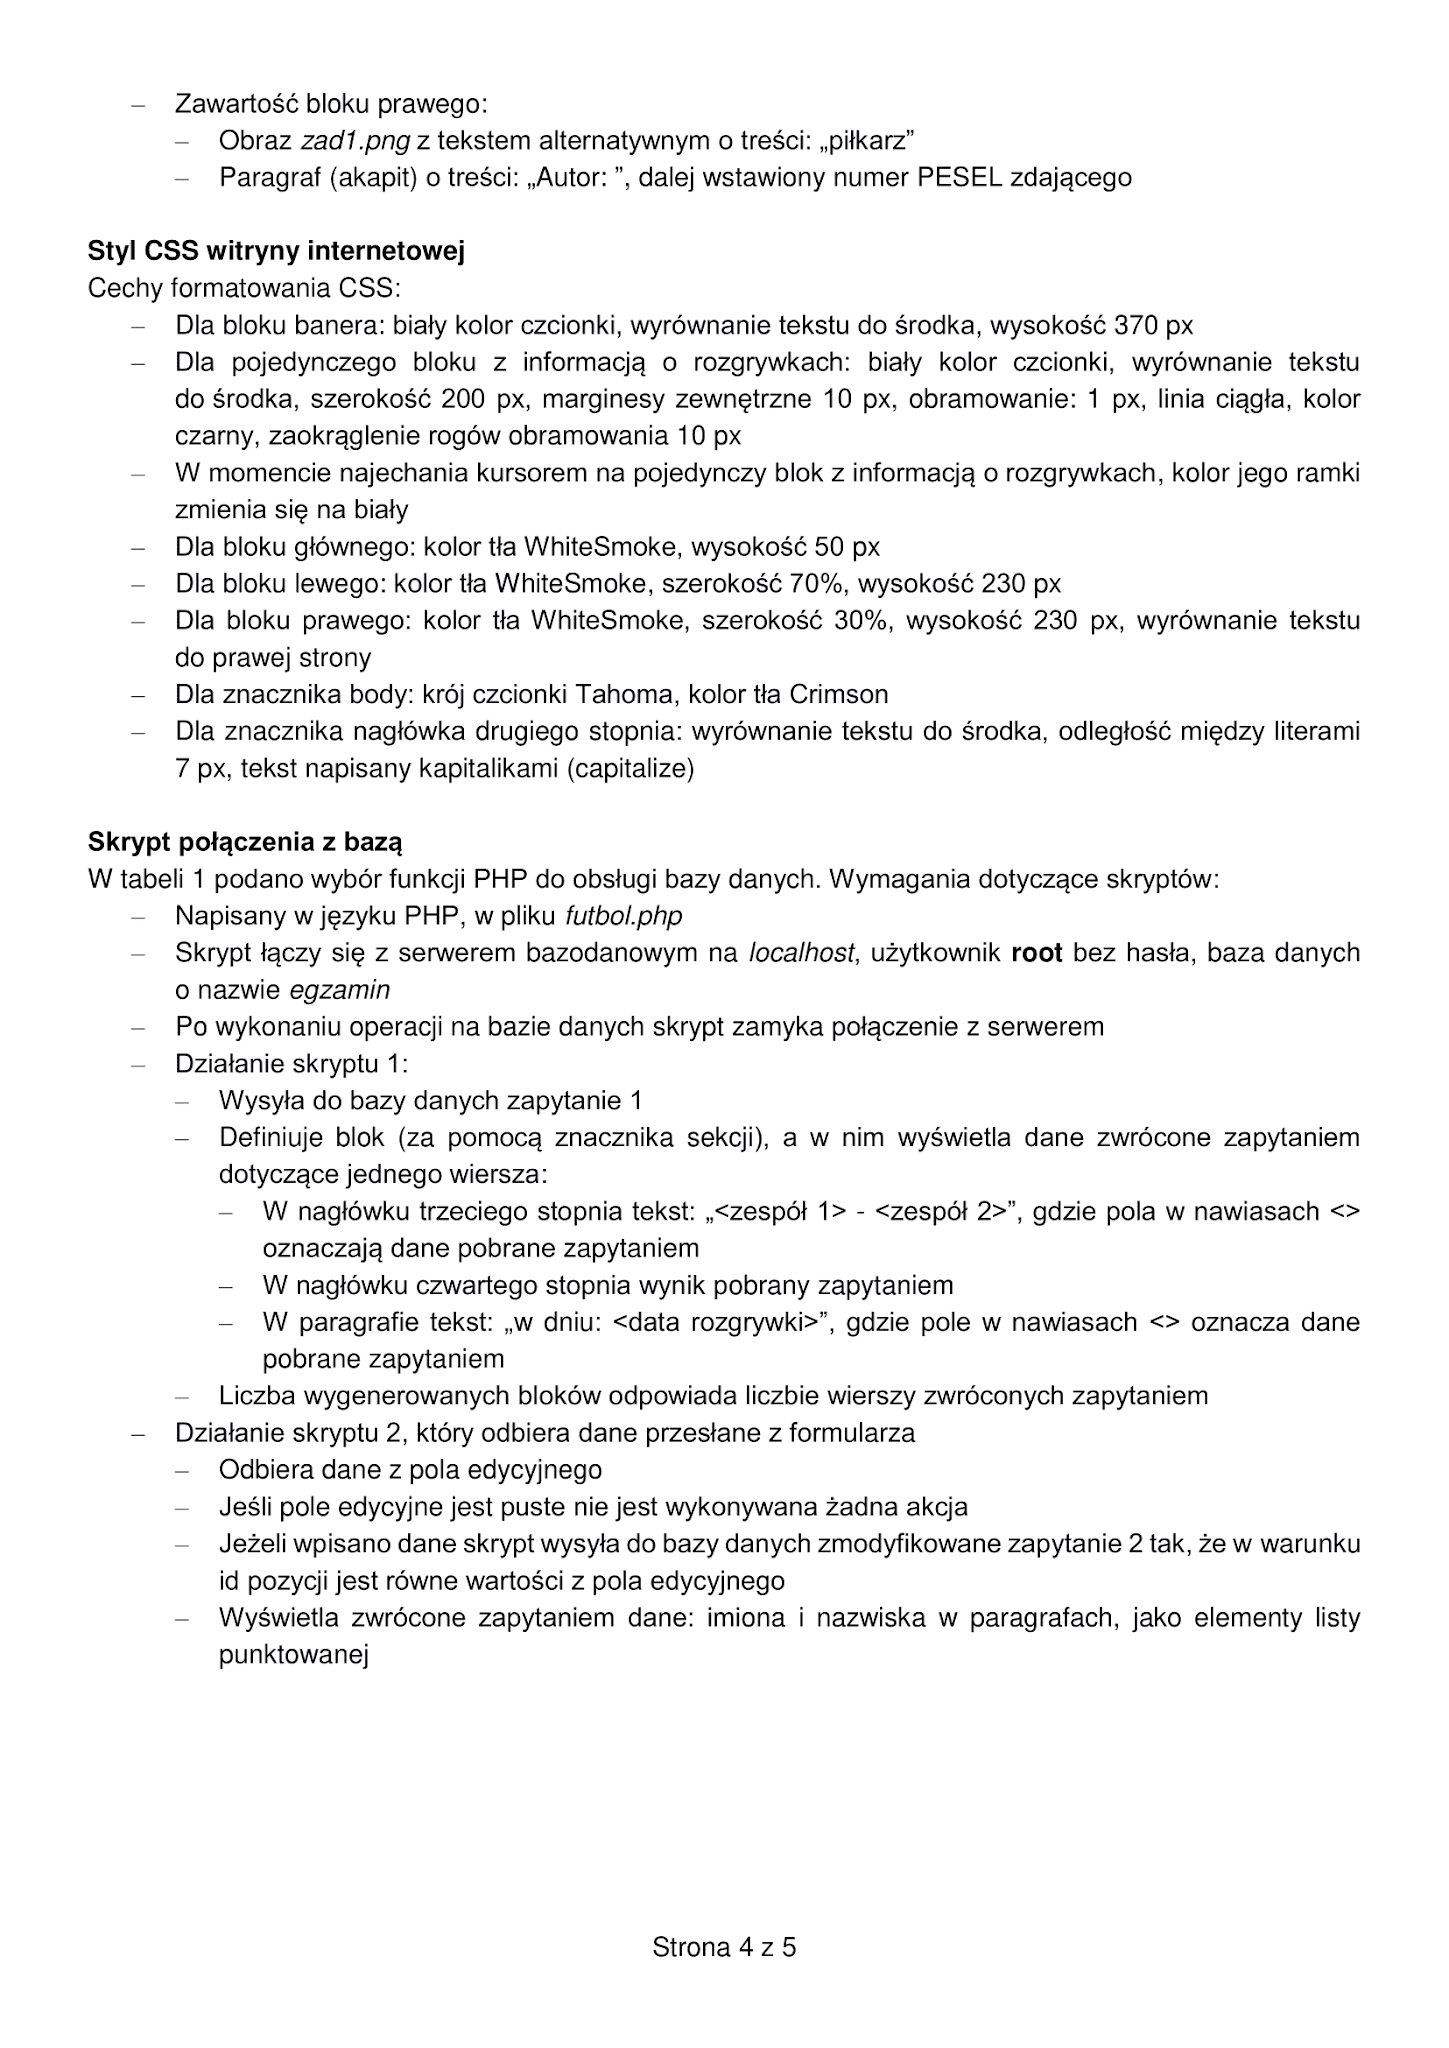 – Zawartość bloku prawego:
– Obraz zad1.png z tekstem alternatywnym o treści: „piłkarz”
– Paragraf (akapit) o treści: „Autor: ”, dalej wstawiony numer PESEL zdającego
Styl CSS witryny internetowej
Cechy formatowania CSS:
– Dla bloku banera: biały kolor czcionki, wyrównanie tekstu do środka, wysokość 370 px
– Dla pojedynczego bloku z informacją o rozgrywkach: biały kolor czcionki, wyrównanie tekstu
do środka, szerokość 200 px, marginesy zewnętrzne 10 px, obramowanie: 1 px, linia ciągła, kolor
czarny, zaokrąglenie rogów obramowania 10 px
– W momencie najechania kursorem na pojedynczy blok z informacją o rozgrywkach, kolor jego ramki
zmienia się na biały
– Dla bloku głównego: kolor tła WhiteSmoke, wysokość 50 px
– Dla bloku lewego: kolor tła WhiteSmoke, szerokość 70%, wysokość 230 px
– Dla bloku prawego: kolor tła WhiteSmoke, szerokość 30%, wysokość 230 px, wyrównanie tekstu
do prawej strony
– Dla znacznika body: krój czcionki Tahoma, kolor tła Crimson
– Dla znacznika nagłówka drugiego stopnia: wyrównanie tekstu do środka, odległość między literami
7 px, tekst napisany kapitalikami (capitalize)
Skrypt połączenia z bazą
W tabeli 1 podano wybór funkcji PHP do obsługi bazy danych. Wymagania dotyczące skryptów:
– Napisany w języku PHP, w pliku futbol.php
– Skrypt łączy się z serwerem bazodanowym na localhost, użytkownik root bez hasła, baza danych
o nazwie egzamin
– Po wykonaniu operacji na bazie danych skrypt zamyka połączenie z serwerem
– Działanie skryptu 1:
– Wysyła do bazy danych zapytanie 1
– Definiuje blok (za pomocą znacznika sekcji), a w nim wyświetla dane zwrócone zapytaniem
dotyczące jednego wiersza:
– W nagłówku trzeciego stopnia tekst: „<zespół 1> - <zespół 2>”, gdzie pola w nawiasach <>
oznaczają dane pobrane zapytaniem
– W nagłówku czwartego stopnia wynik pobrany zapytaniem
– W paragrafie tekst: „w dniu: <data rozgrywki>”, gdzie pole w nawiasach <> oznacza dane
pobrane zapytaniem
– Liczba wygenerowanych bloków odpowiada liczbie wierszy zwróconych zapytaniem
– Działanie skryptu 2, który odbiera dane przesłane z formularza
– Odbiera dane z pola edycyjnego
– Jeśli pole edycyjne jest puste nie jest wykonywana żadna akcja
– Jeżeli wpisano dane skrypt wysyła do bazy danych zmodyfikowane zapytanie 2 tak, że w warunku
id pozycji jest równe wartości z pola edycyjnego
– Wyświetla zwrócone zapytaniem dane: imiona i nazwiska w paragrafach, jako elementy listy
punktowanej
Strona 4 z 5